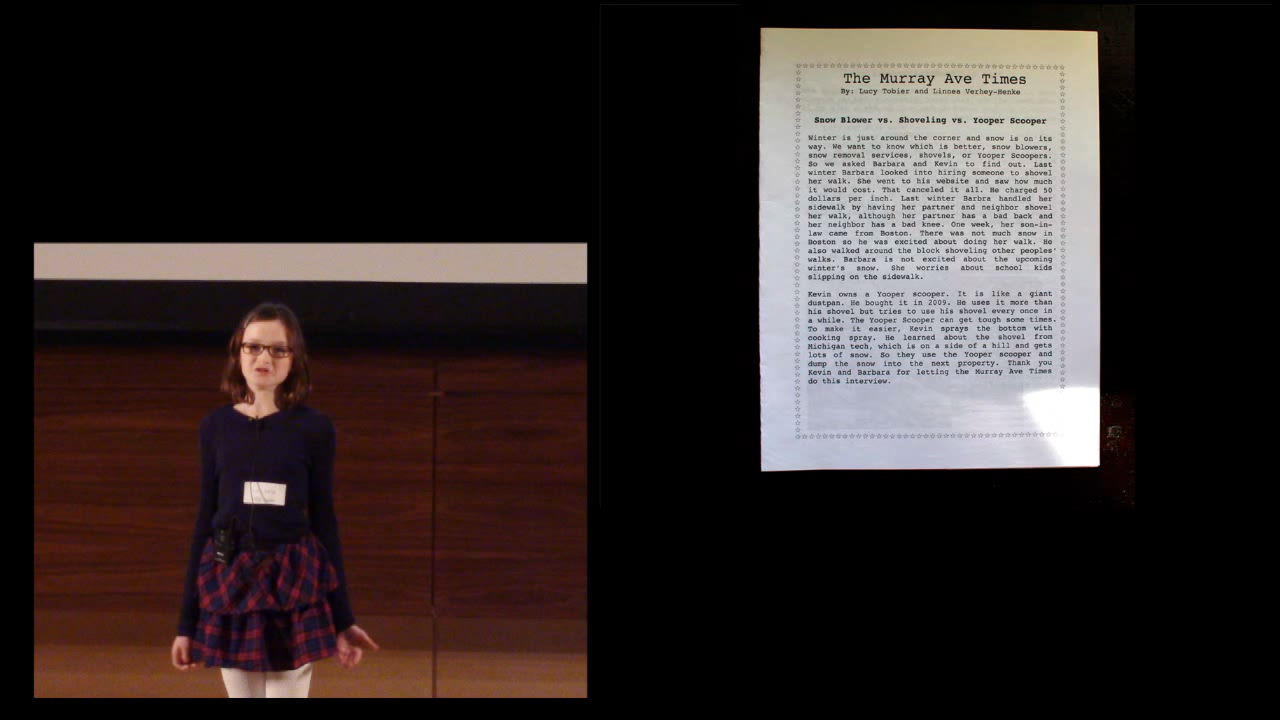 The Murray Ave Times
By: Lucy Tobier and Linnea Verhey-Henke
Snow Blower vs. Shoveling vs. Yooper Scooper
Winter is just around the corner and snow is on its
way. We want to know which is better, snow blowers,
snow removal services, shovels, or Yooper Scoopers.
So we asked Barbara and Kevin to find out. Last
winter Barbara looked into hiring someone to shovel
her walk. She went to his website and saw how much
it would cost. That canceled it all. He charged 50
dollars per inch. Last winter Barbra handled her
sidewalk by having her partner and neighbor shovel
her walk, although her partner has a bad back and
her neighbor has a bad knee. One week, her son-in-
law came from Boston. There was not much snow in
Boston so he was excited about doing her walk. He
also walked around the block shoveling other peoples'
walks. Barbara is not excited about the upcoming
winter's snow. She worries about school kids
slipping on the sidewalk.
Kevin owns a Yooper scooper. It is like a giant
dustpan. He bought it in 2009. He uses it more than
his shovel but tries to use his shovel every once in
a while. The Yooper Scooper can get tough some times.
To make it easier, Kevin sprays the bottom with
cooking spray. He learned about the shovel from
Michigan tech, which is on a side of a hill and gets
lots of snow. So they use the Yooper scooper and
dump the snow into the next property. Thank you
Kevin and Barbara for letting the Murray Ave Times
do this interview.